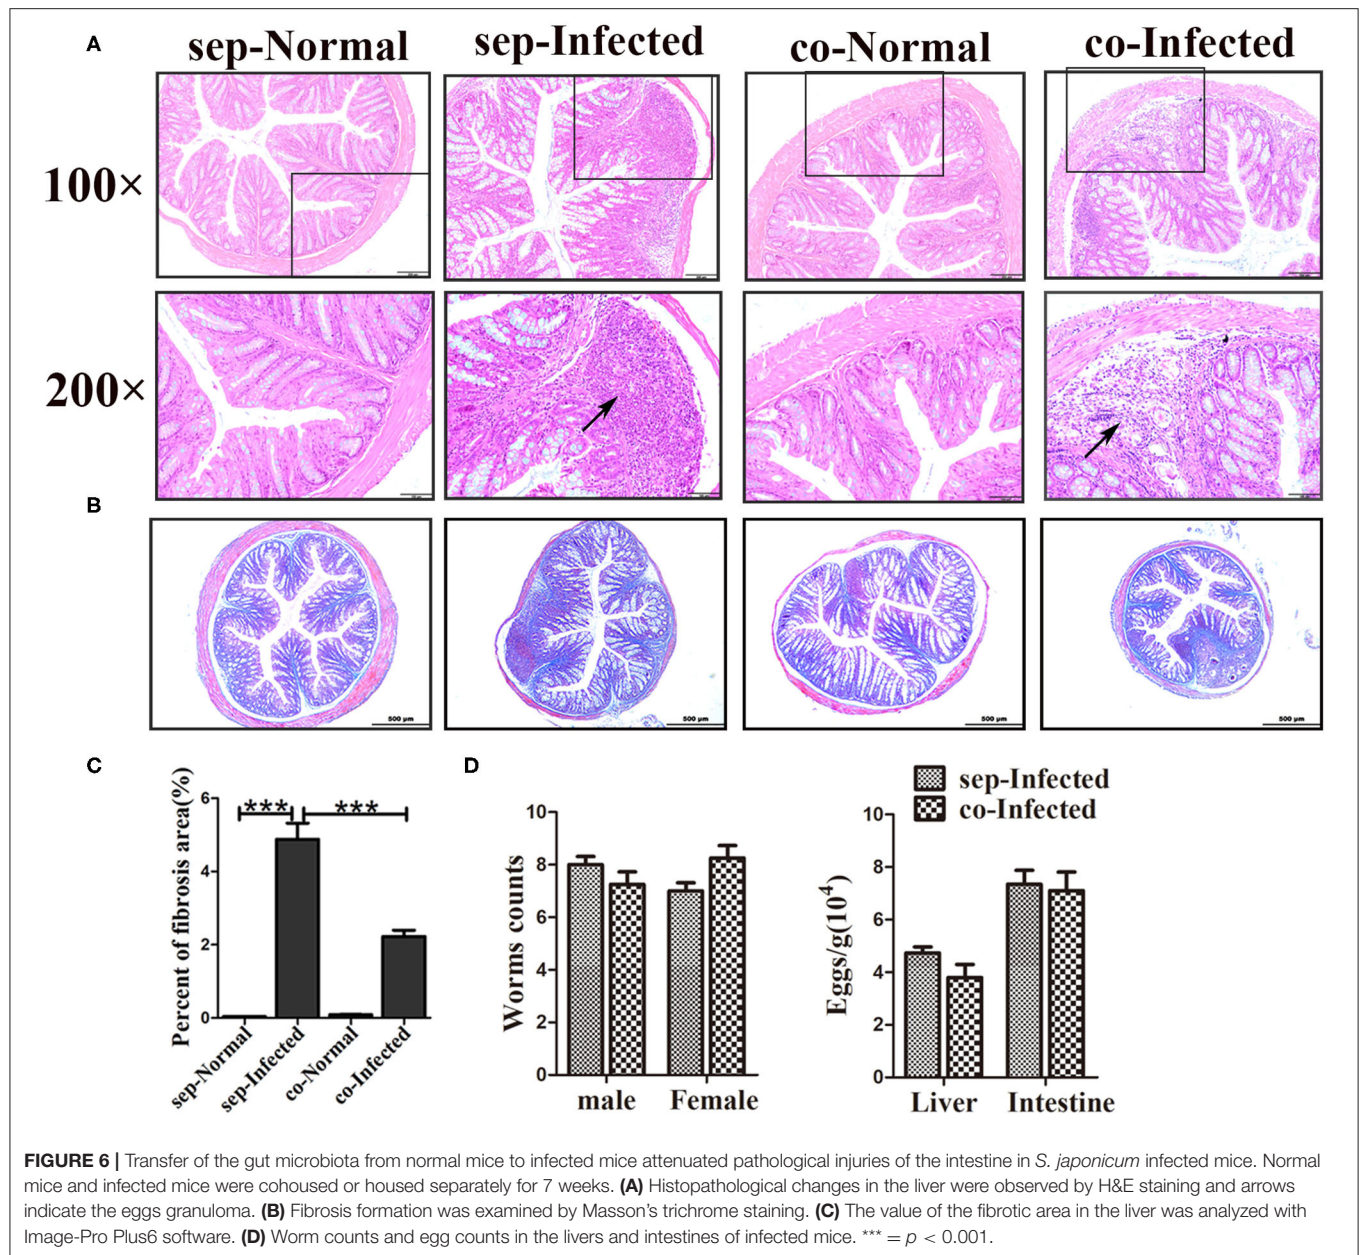 A
sep-Normal sep-Infected co-Normal co-Infected
100×
200×
B
500 µm 500 µm 500 µm 500 µm
C
Percent of fibrosis area(%)
6
4
2
0
*** ***
sep-Normal
sep-Infected
co-Normal
co-Infected
D
sep-Infected
co-Infected
Worms counts
10
8
6
4
2
0
male Female
Eggs/g(10⁴)
10
8
6
4
2
0
Liver Intestine
FIGURE 6 | Transfer of the gut microbiota from normal mice to infected mice attenuated pathological injuries of the intestine in S. japonicum infected mice. Normal
mice and infected mice were cohoused or housed separately for 7 weeks. (A) Histopathological changes in the liver were observed by H&E staining and arrows
indicate the eggs granuloma. (B) Fibrosis formation was examined by Masson's trichrome staining. (C) The value of the fibrotic area in the liver was analyzed with
Image-Pro Plus6 software. (D) Worm counts and egg counts in the livers and intestines of infected mice. *** = p < 0.001.